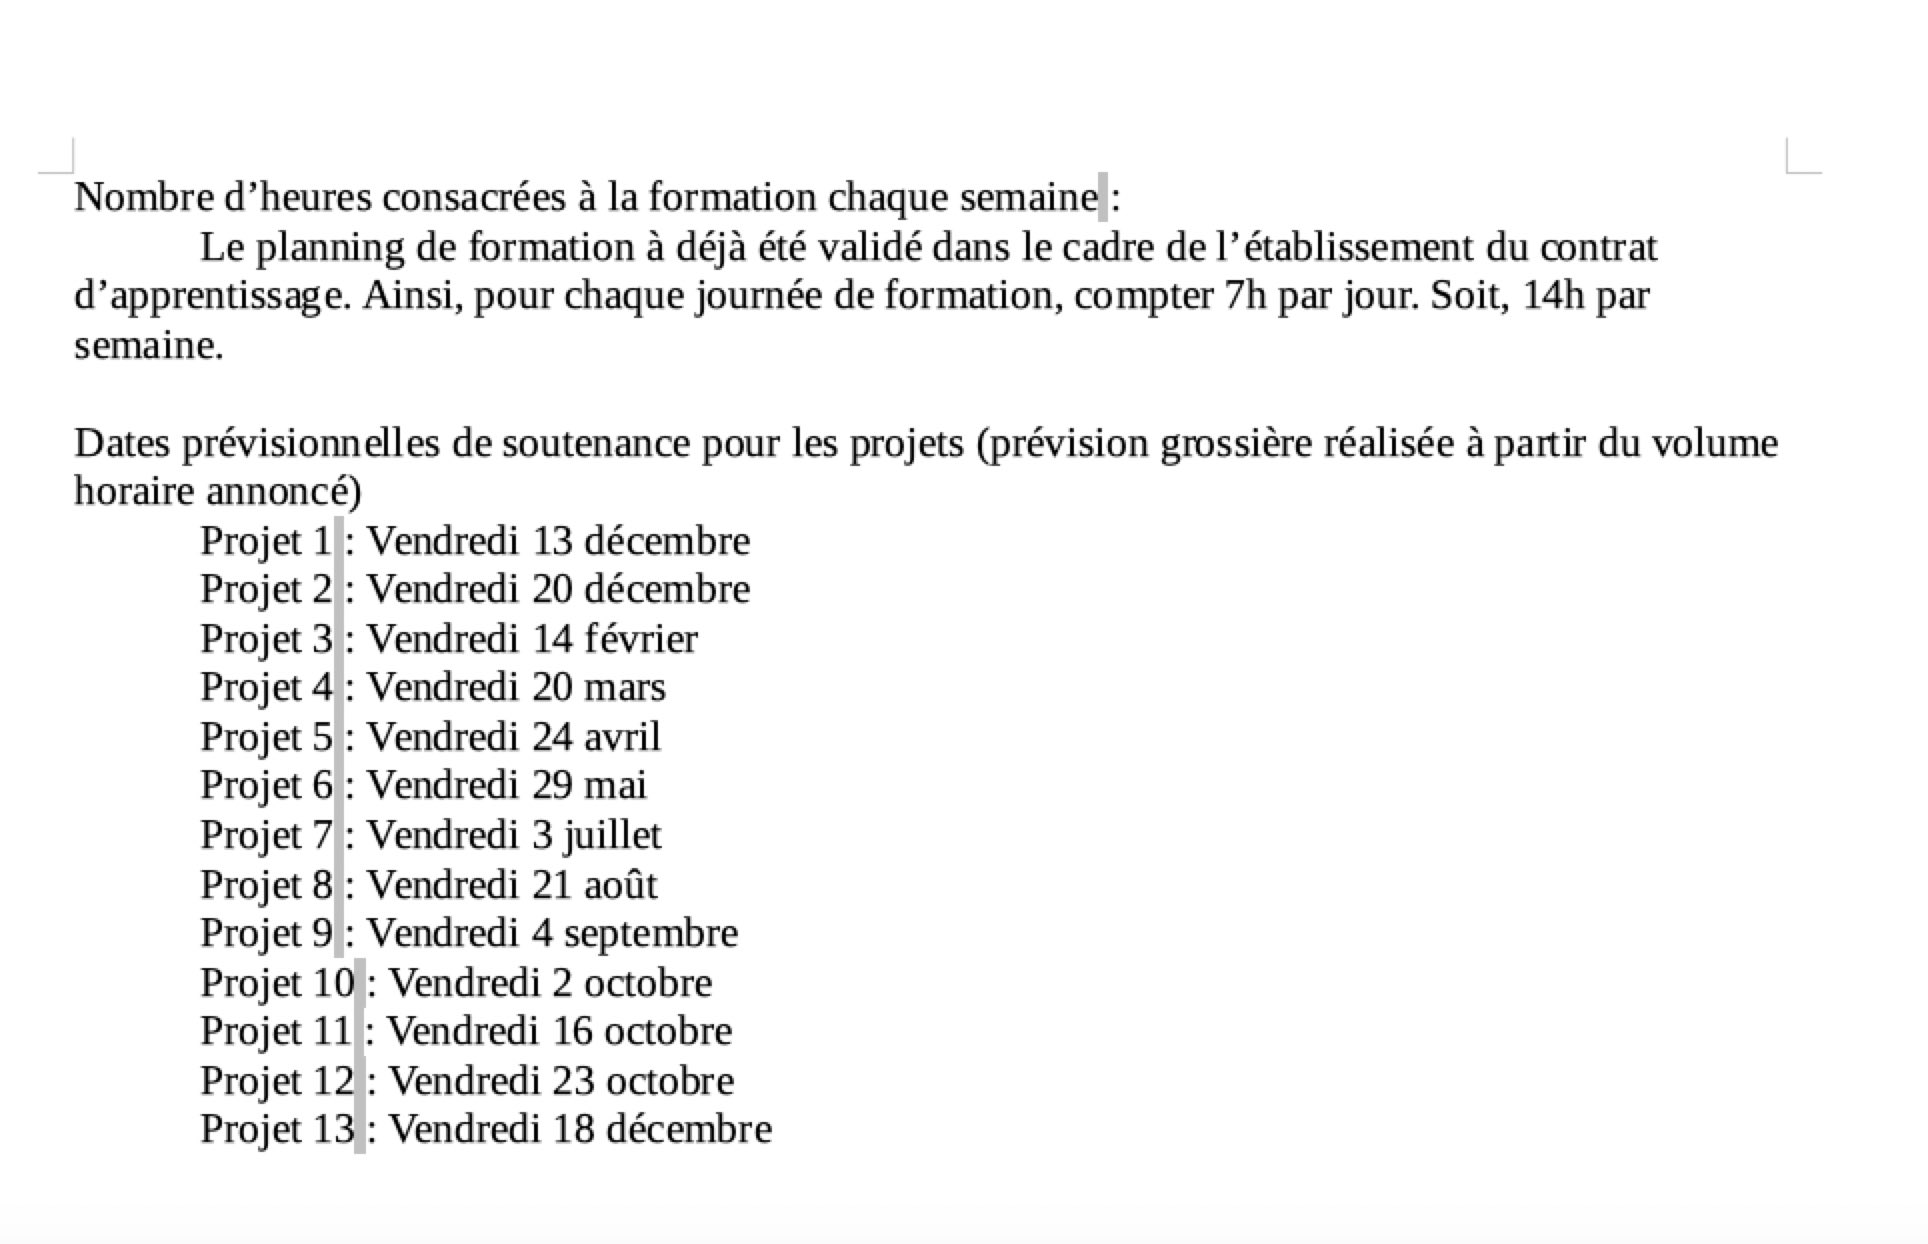 Nombre d’heures consacrées à la formation chaque semaine :
Le planning de formation à déjà été validé dans le cadre de l’établissement du contrat
d’apprentissage. Ainsi, pour chaque journée de formation, compter 7h par jour. Soit, 14h par
semaine.
Dates prévisionnelles de soutenance pour les projets (prévision grossière réalisée à partir du volume
horaire annoncé)
Projet 1 : Vendredi 13 décembre
Projet 2 : Vendredi 20 décembre
Projet 3 : Vendredi 14 février
Projet 4 : Vendredi 20 mars
Projet 5 : Vendredi 24 avril
Projet 6 : Vendredi 29 mai
Projet 7 : Vendredi 3 juillet
Projet 8 : Vendredi 21 août
Projet 9 : Vendredi 4 septembre
Projet 10 : Vendredi 2 octobre
Projet 11 : Vendredi 16 octobre
Projet 12 : Vendredi 23 octobre
Projet 13 : Vendredi 18 décembre